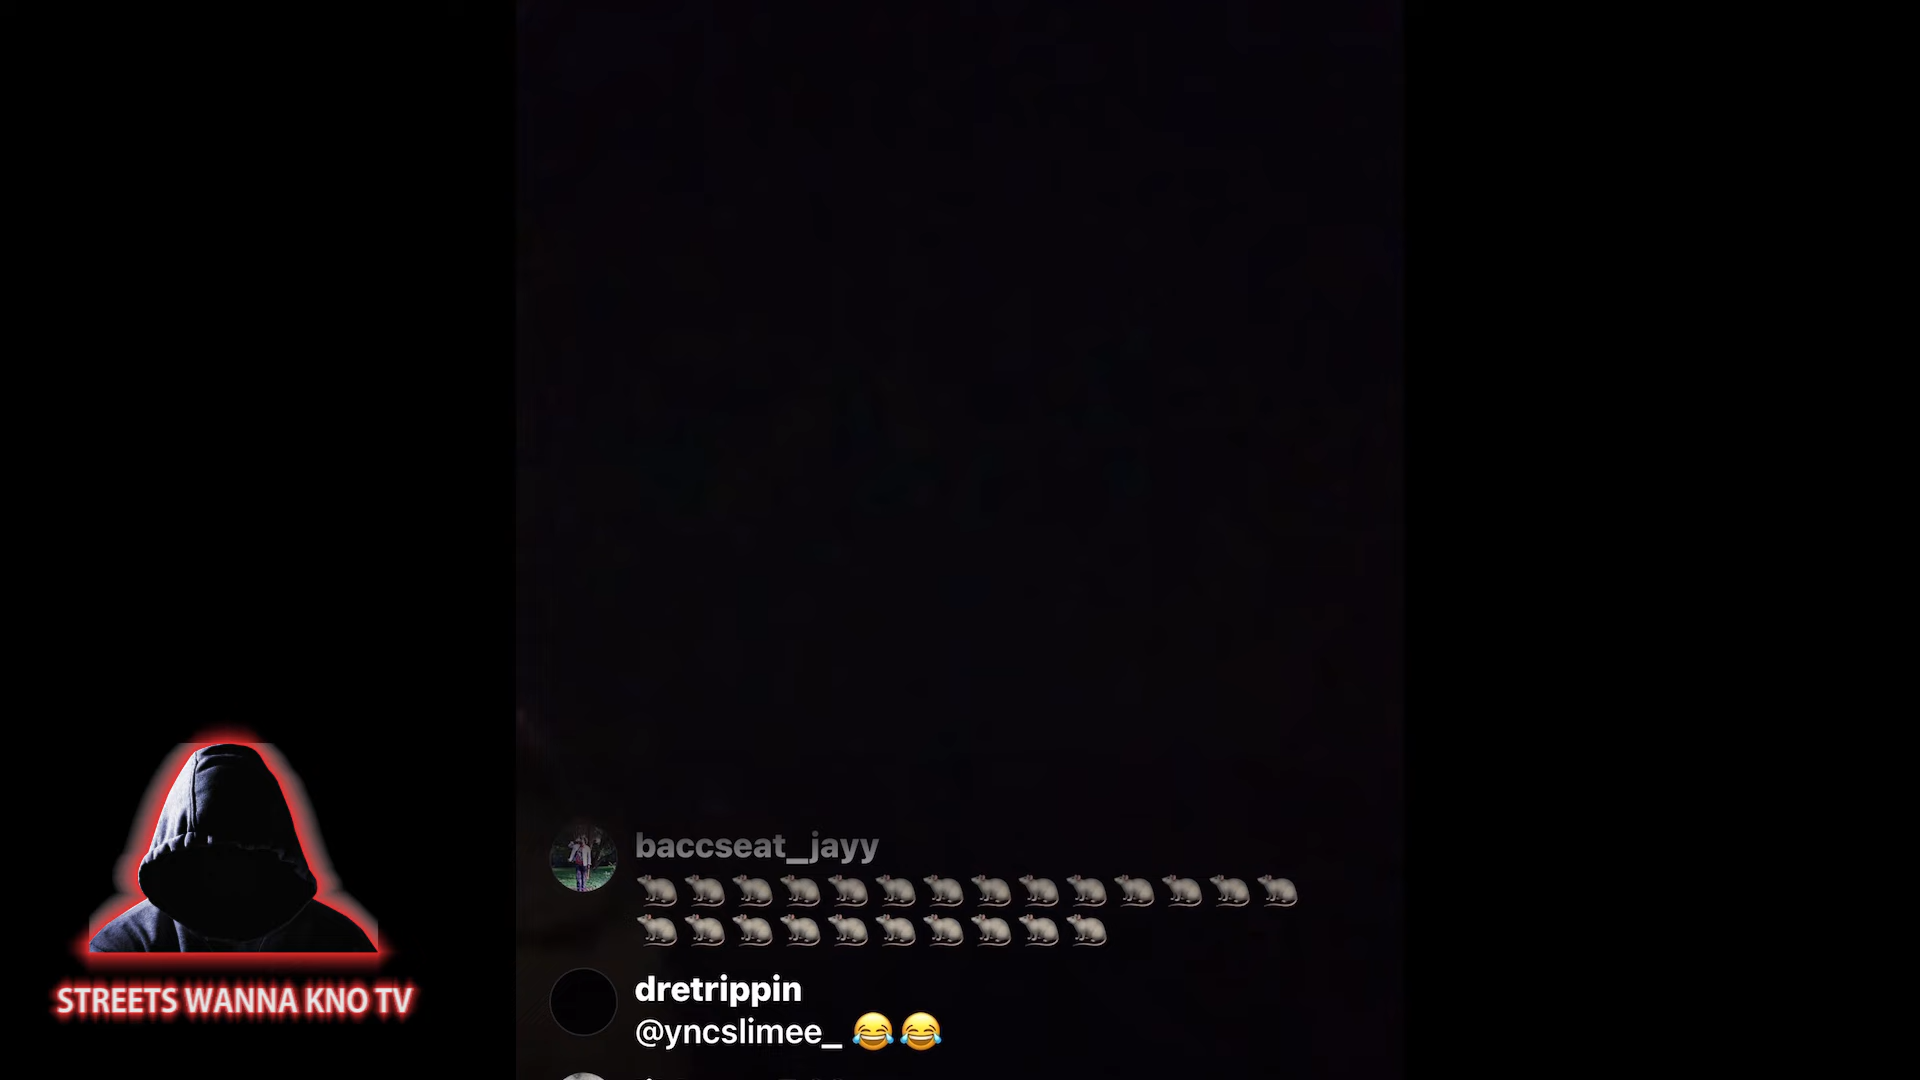 baccseat_jayy
🐀🐀🐀🐀🐀🐀🐀🐀🐀🐀🐀🐀🐀🐀
🐀🐀🐀🐀🐀🐀🐀🐀🐀🐀
dretrippin
@yncslimee_ 😂😂
STREETS WANNA KNO TV